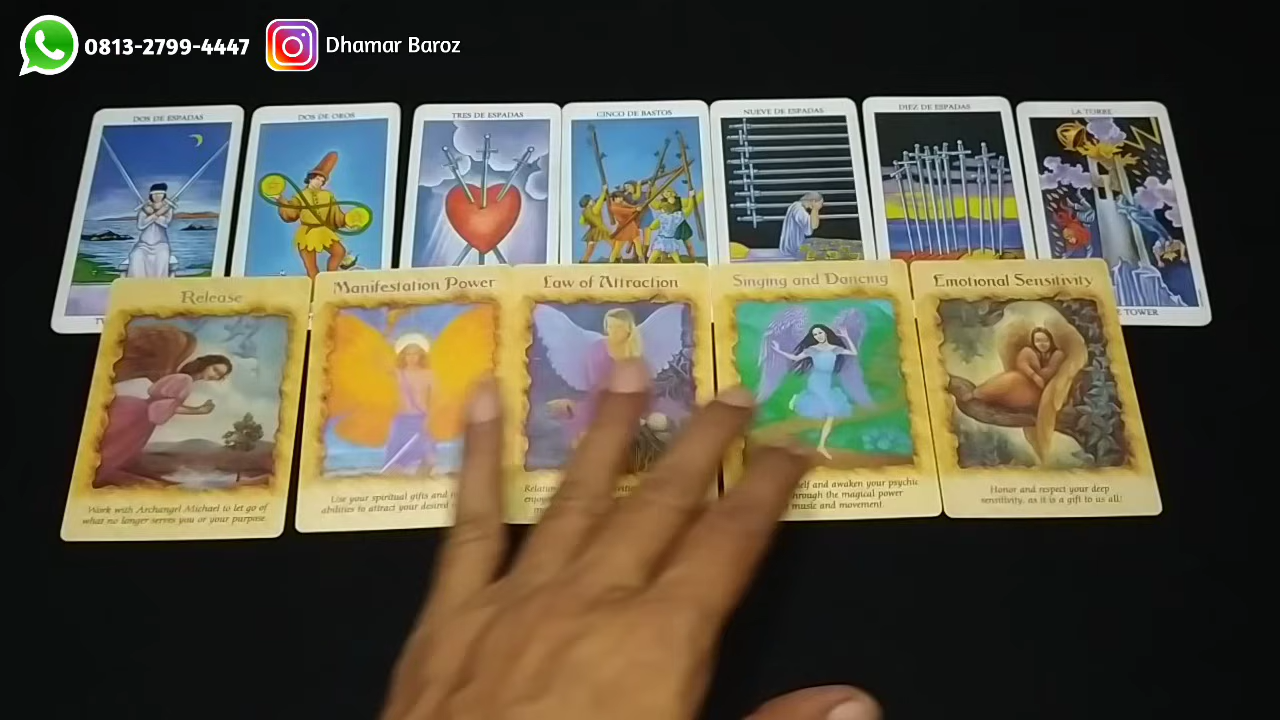 0813-2799-4447
Dhamar Baroz
DOS DE ESPADAS
DOS DE OROS
TRES DE ESPADAS
CINCO DE BASTOS
NUEVE DE ESPADAS
DIEZ DE ESPADAS
LA TORRE
E TOWER
Release
Manifestation Power
Law of Attraction
Singing and Dancing
Emotional Sensitivity
Work with Archangel Michael to let go of
what no longer serves you or your purpose.
Use your spiritual gifts and
abilities to attract your desired
and awaken your psychic
through the magical power
music and movement.
Honor and respect your deep
sensitivity, as it is a gift to us all!